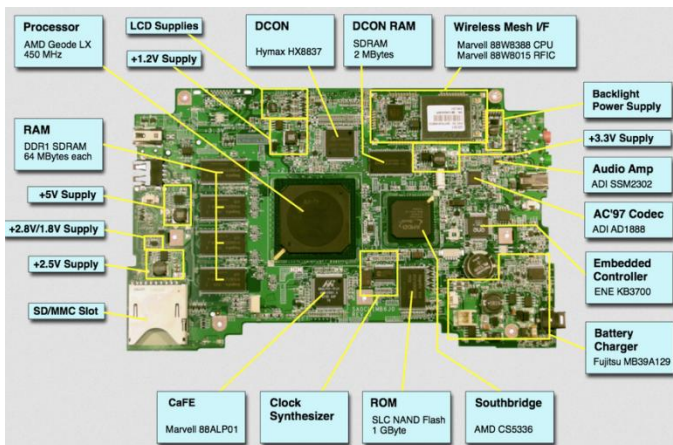 Processor
AMD Geode LX
450 MHz
LCD Supplies
+1.2V Supply
DCON
Hymax HX8837
DCON RAM
SDRAM
2 MBytes
Wireless Mesh I/F
Marvell 88W8388 CPU
Marvell 88W8015 RFIC
Backlight
Power Supply
+3.3V Supply
RAM
DDR1 SDRAM
64 MBytes each
Audio Amp
ADI SSM2302
+5V Supply
AC'97 Codec
ADI AD1888
+2.8V/1.8V Supply
+2.5V Supply
Embedded
Controller
ENE KB3700
SD/MMC Slot
Battery
Charger
Fujitsu MB39A129
CaFE
Marvell 88ALP01
Clock
Synthesizer
ROM
SLC NAND Flash
1 GByte
Southbridge
AMD CS5336